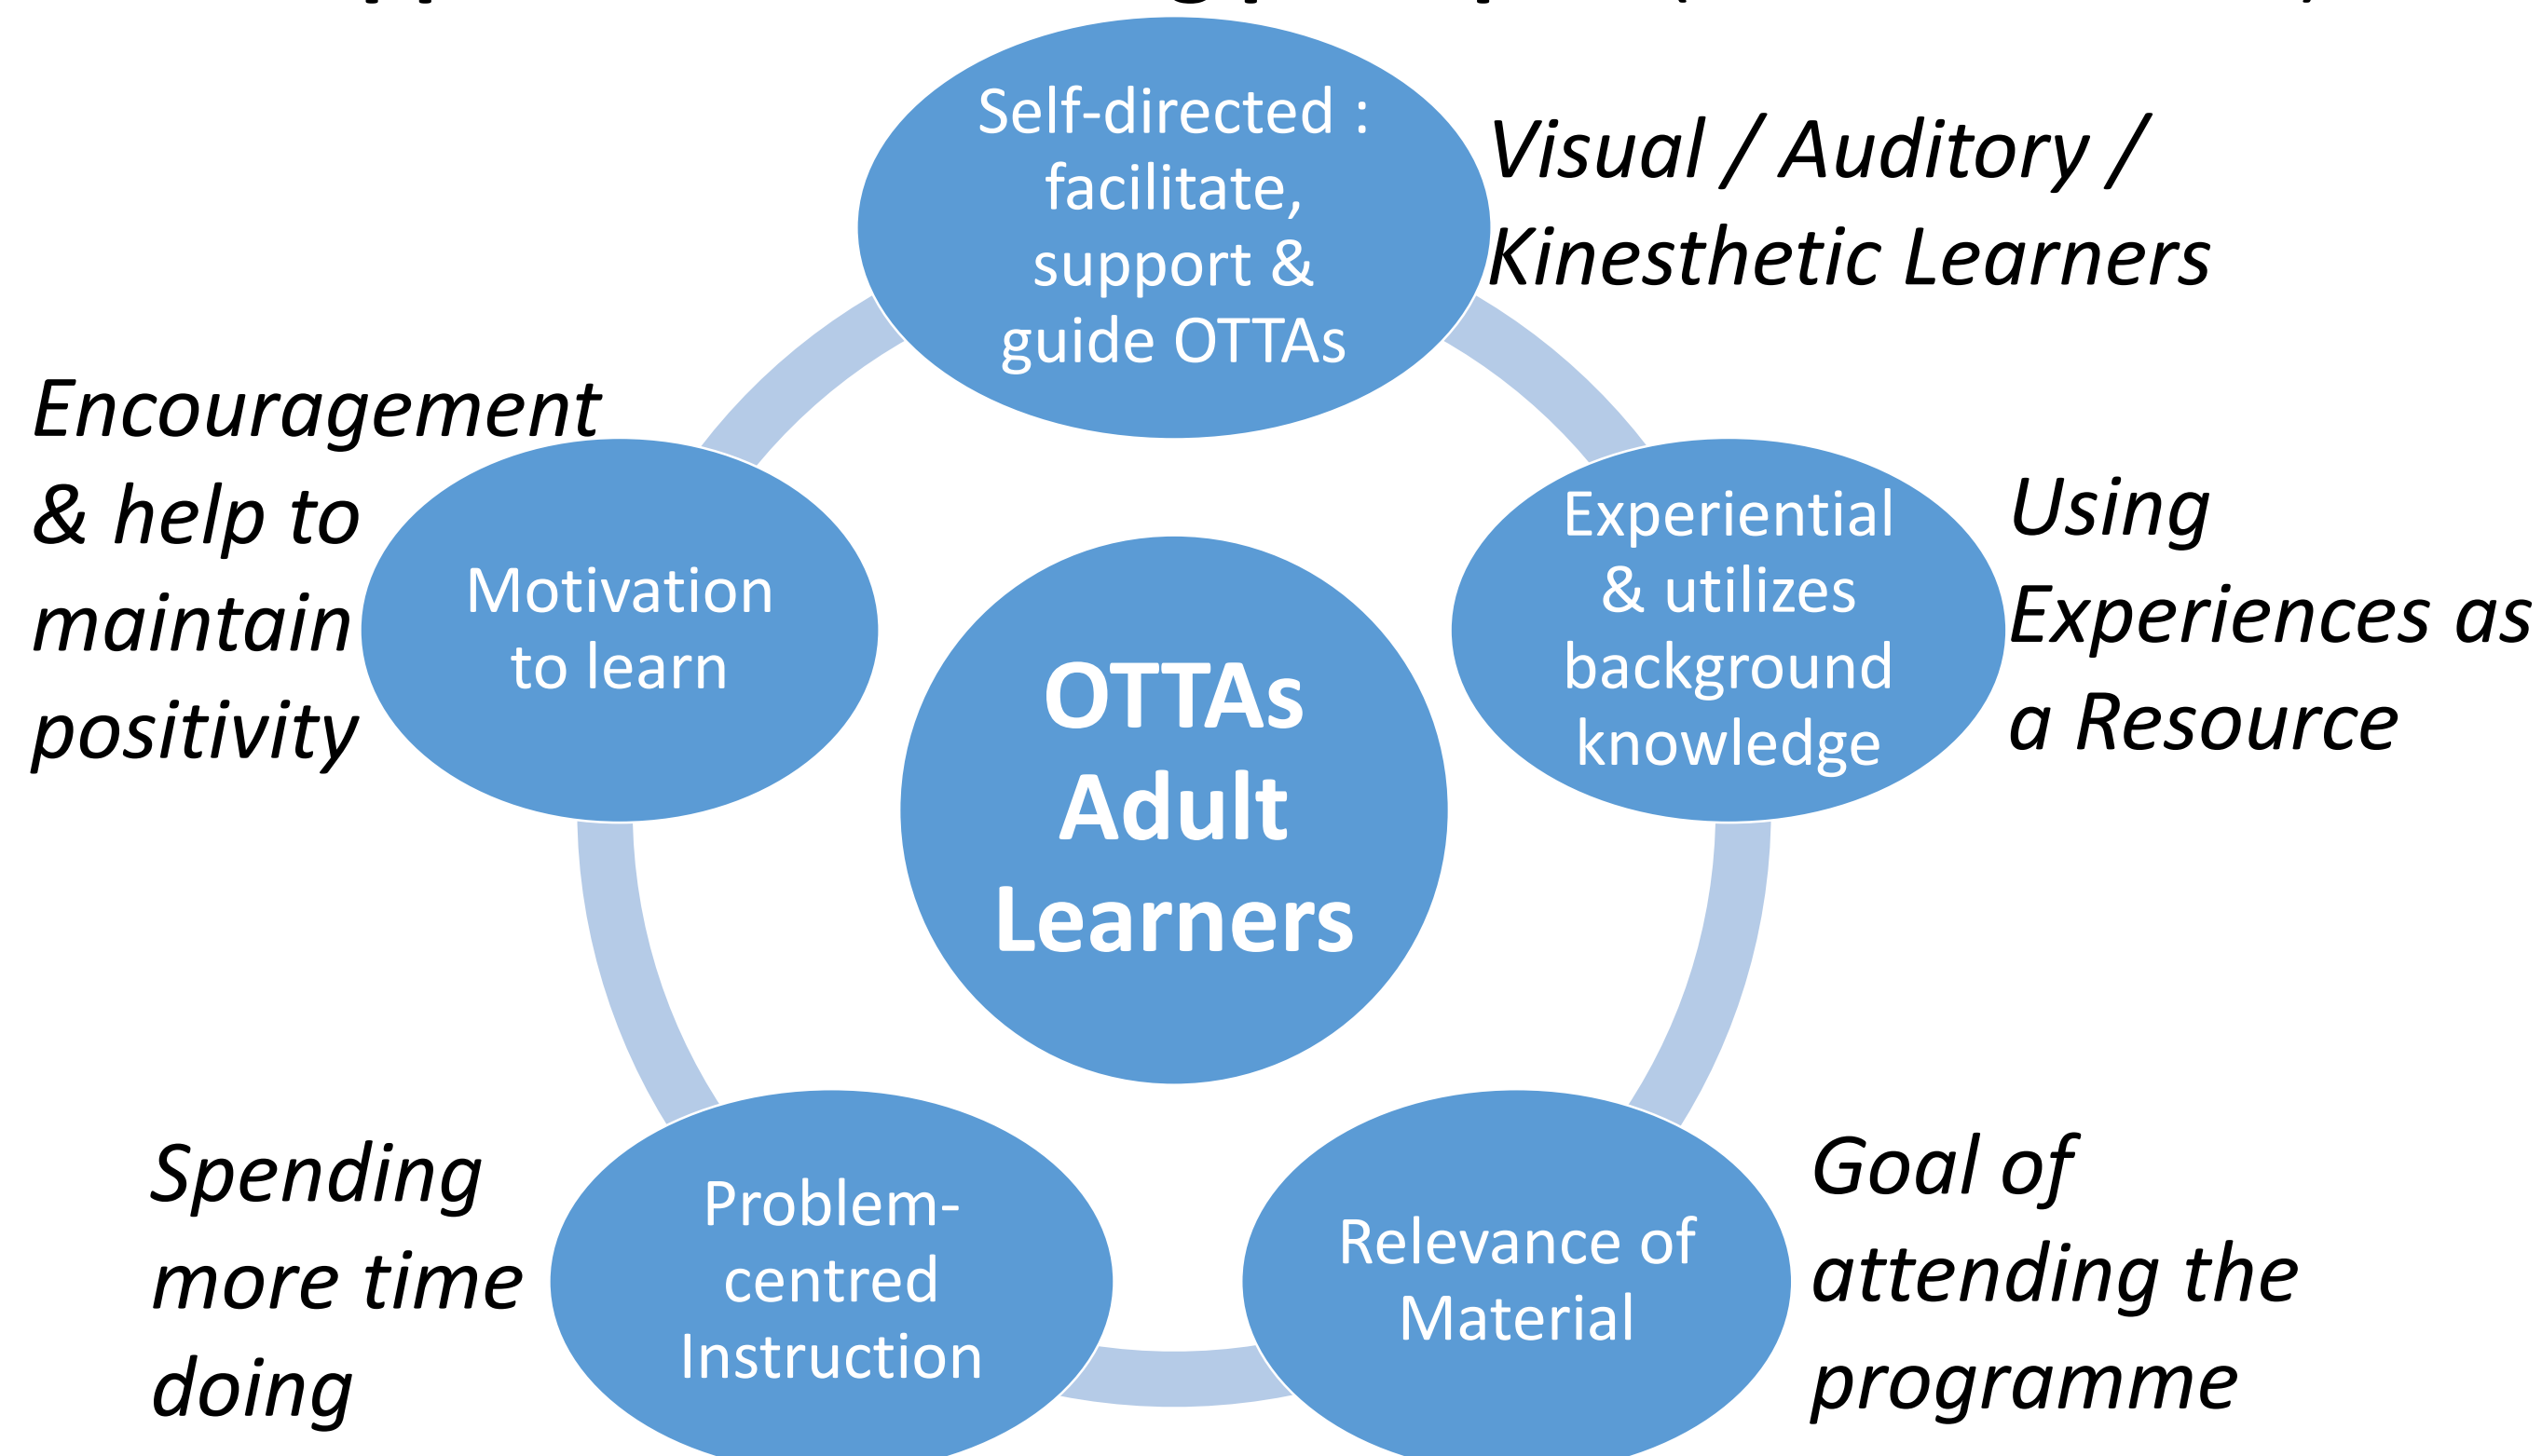 Self-directed :
facilitate,
support &
guide OTTAs
Visual / Auditory /
Kinesthetic Learners
Encouragement
& help to
maintain
positivity
Motivation
to learn
Experiential
& utilizes
background
knowledge
Using
Experiences as
a Resource
OTTAs
Adult
Learners
Spending
more time
doing
Problem-
centred
Instruction
Relevance of
Material
Goal of
attending the
programme